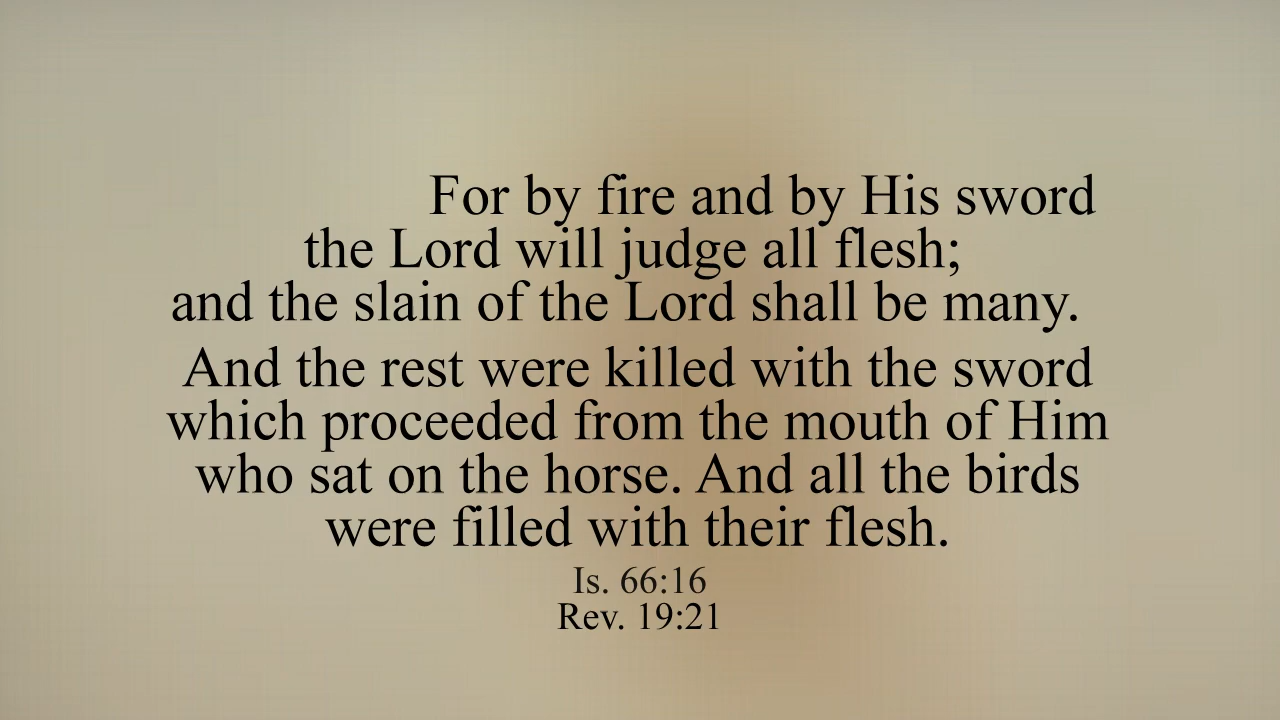 For by fire and by His sword
the Lord will judge all flesh;
and the slain of the Lord shall be many.
And the rest were killed with the sword
which proceeded from the mouth of Him
who sat on the horse. And all the birds
were filled with their flesh.
Is. 66:16
Rev. 19:21